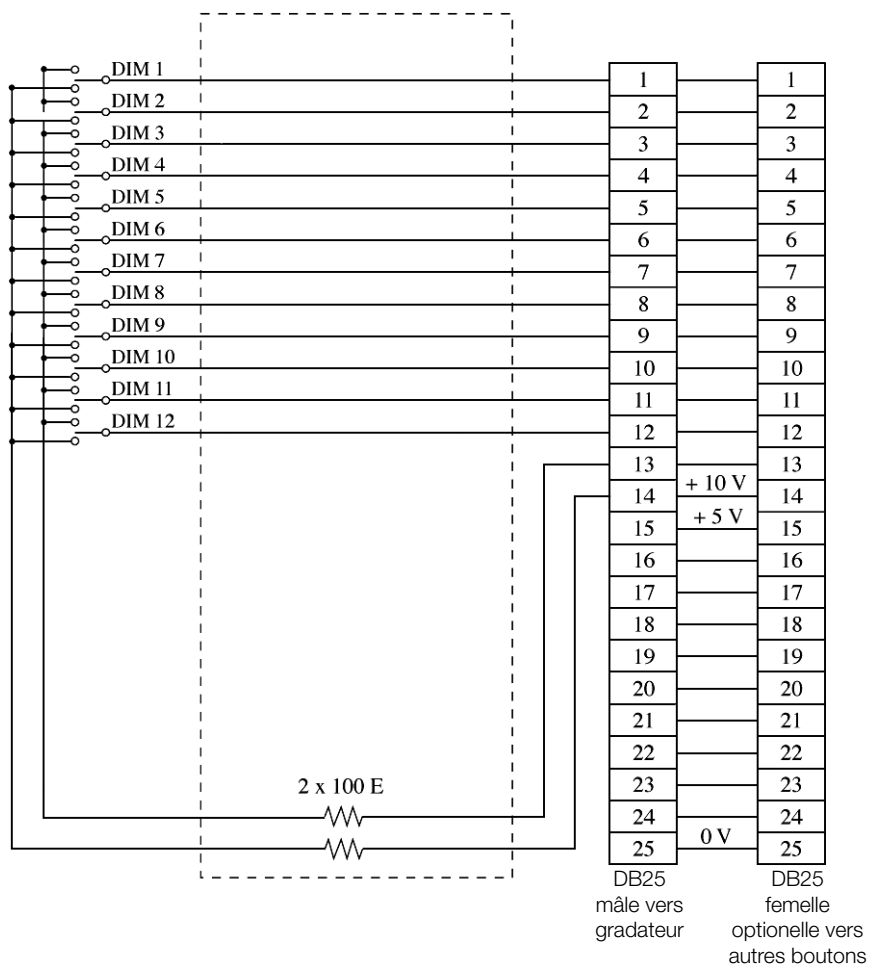 DIM 1 1 1
DIM 2 2 2
DIM 3 3 3
DIM 4 4 4
DIM 5 5 5
DIM 6 6 6
DIM 7 7 7
DIM 8 8 8
DIM 9 9 9
DIM 10 10 10
DIM 11 11 11
DIM 12 12 12
13 13
14 + 10 V 14
15 + 5 V 15
16 16
17 17
18 18
19 19
20 20
21 21
22 22
23 23
2 x 100 E
24 24
25 0 V 25
DB25
mâle vers
gradateur
DB25
femelle
optionelle vers
autres boutons